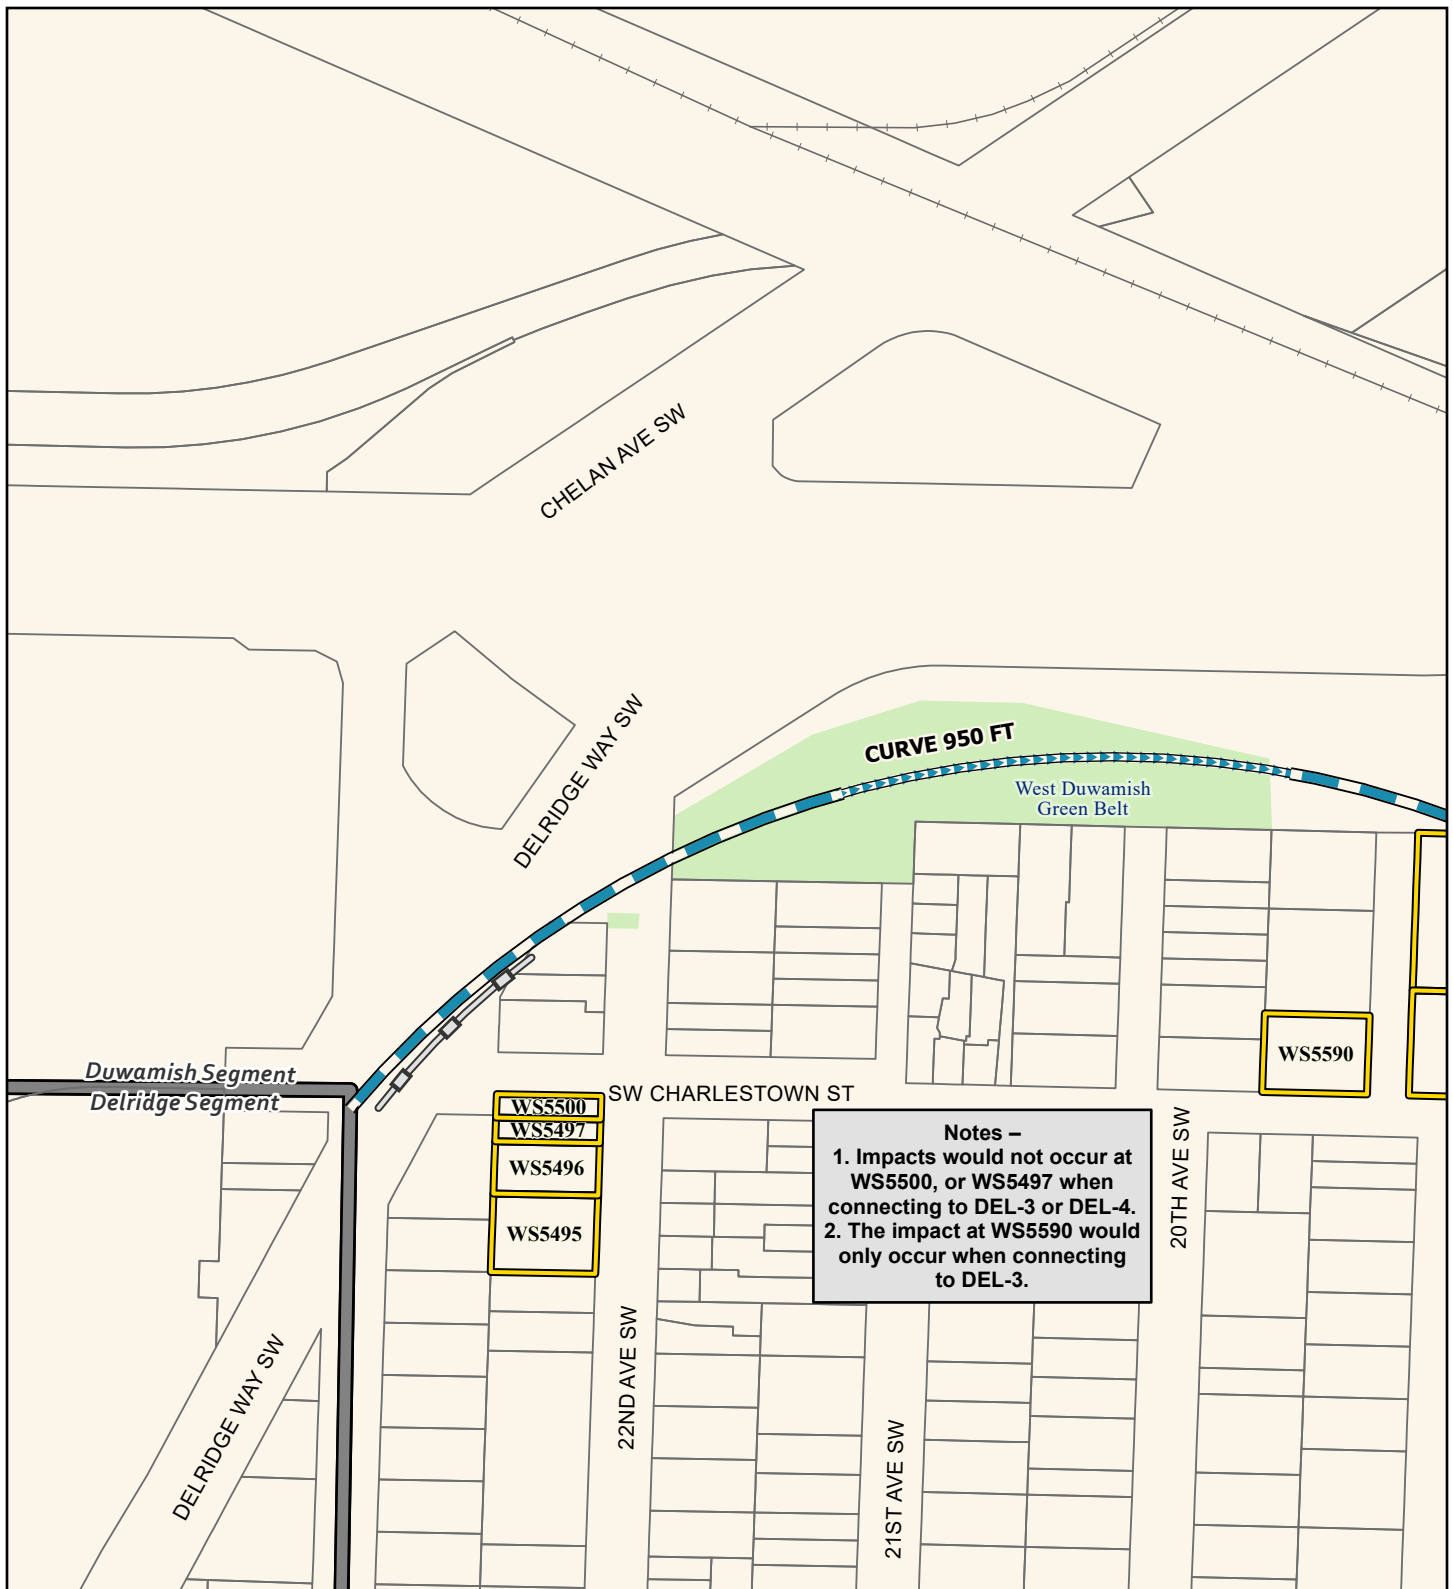 CHELAN AVE SW
DELRIDGE WAY SW
CURVE 950 FT
West Duwamish
Green Belt
WS5590
Duwamish Segment
Delridge Segment
SW CHARLESTOWN ST
WS5500
WS5497
WS5496
WS5495
Notes –
1. Impacts would not occur at
WS5500, or WS5497 when
connecting to DEL-3 or DEL-4.
2. The impact at WS5590 would
only occur when connecting
to DEL-3.
20TH AVE SW
22ND AVE SW
DELRIDGE WAY SW
21ST AVE SW